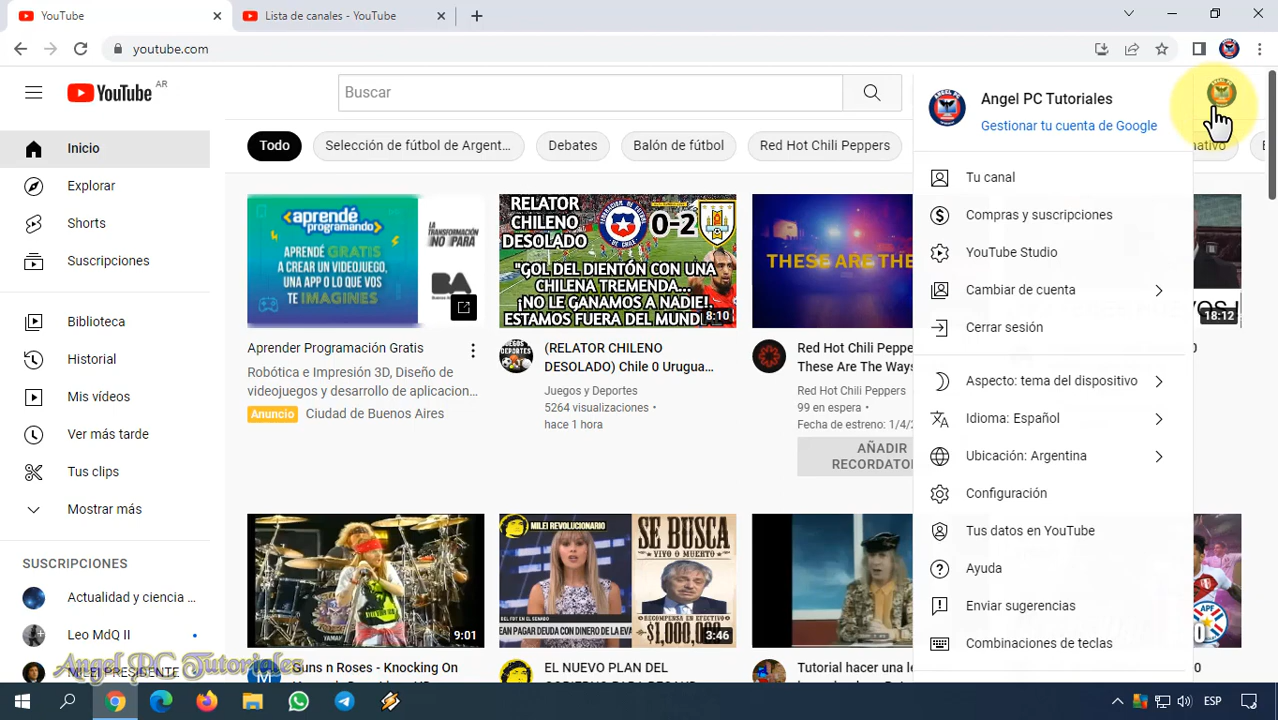 YouTube
Lista de canales - YouTube
youtube.com
YouTube AR
Buscar
Angel PC Tutoriales
Gestionar tu cuenta de Google
Inicio
Explorar
Shorts
Suscripciones
Biblioteca
Historial
Mis vídeos
Ver más tarde
Tus clips
Mostrar más
SUSCRIPCIONES
Actualidad y ciencia ...
Leo MdQ II
MILEI PRESIDENTE
Angel PC Tutoriales
Todo
Selección de fútbol de Argent...
Debates
Balón de fútbol
Red Hot Chili Peppers
aprendé
programando
APRENDÉ GRATIS
A CREAR UN VIDEOJUEGO,
UNA APP O LO QUE VOS
TE IMAGINES
LA
TRANSFORMACIÓN
NO PARA
BA
Aprender Programación Gratis
Robótica e Impresión 3D, Diseño de
videojuegos y desarrollo de aplicacion...
Anuncio Ciudad de Buenos Aires
RELATOR
CHILENO
DESOLADO
0-2
"GOL DEL DIENTÓN CON UNA
CHILENA TREMENDA...
¡NO LE GANAMOS A NADIE!.
ESTAMOS FUERA DEL
8:10
(RELATOR CHILENO
DESOLADO) Chile 0 Urugua...
Juegos y Deportes
5264 visualizaciones •
hace 1 hora
THESE ARE THE
Red Hot Chili Peppe
These Are The Ways
Red Hot Chili Peppers
99 en espera •
Fecha de estreno: 1/4/2
AÑADIR
RECORDATO
18:12
9:01
Guns n Roses - Knocking On
MILEI REVOLUCIONARIO
SE BUSCA
VIVO O MUERTO
RECOMPENSA EN EFECTIVO
$1,000,000
3:46
EL NUEVO PLAN DEL
Tutorial hacer una le
APF
Tu canal
Compras y suscripciones
YouTube Studio
Cambiar de cuenta
Cerrar sesión
Aspecto: tema del dispositivo
Idioma: Español
Ubicación: Argentina
Configuración
Tus datos en YouTube
Ayuda
Enviar sugerencias
Combinaciones de teclas
ESP